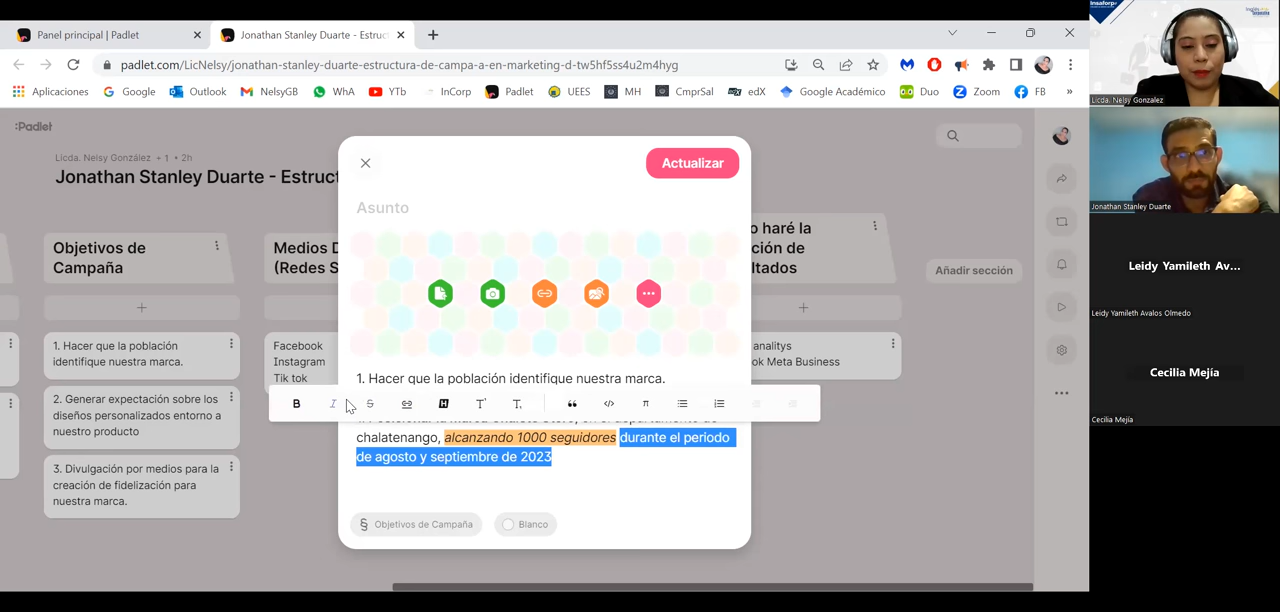 Panel principal | Padlet
Jonathan Stanley Duarte - Estruc
padlet.com/LicNelsy/jonathan-stanley-duarte-estructura-de-campa-a-en-marketing-d-tw5hf5ss4u2m4hyg
Aplicaciones
Google
Outlook
NelsyGB
WhA
YTb
InCorp
Padlet
UEES
MH
CmprSal
edX
Google Académico
Duo
Zoom
FB
»
:Padlet
Licda. Nelsy González + 1 • 2h
Jonathan Stanley Duarte - Estruct
Objetivos de
Campaña
Medios D
(Redes S
o haré la
ción de
ltados
Añadir sección
1. Hacer que la población
identifique nuestra marca.
2. Generar expectación sobre los
diseños personalizados entorno a
nuestro producto
3. Divulgación por medios para la
creación de fidelización para
nuestra marca.
Facebook
Instagram
Tik tok
analitys
ok Meta Business
Actualizar
Asunto
1. Hacer que la población identifique nuestra marca.
chalatenango, alcanzando 1000 seguidores durante el periodo
de agosto y septiembre de 2023
Objetivos de Campaña
Blanco
Insaforp
Licda. Nelsy Gonzalez
Jonathan Stanley Duarte
Leidy Yamileth Av...
Leidy Yamileth Avalos Olmedo
Cecilia Mejía
Cecilia Mejía